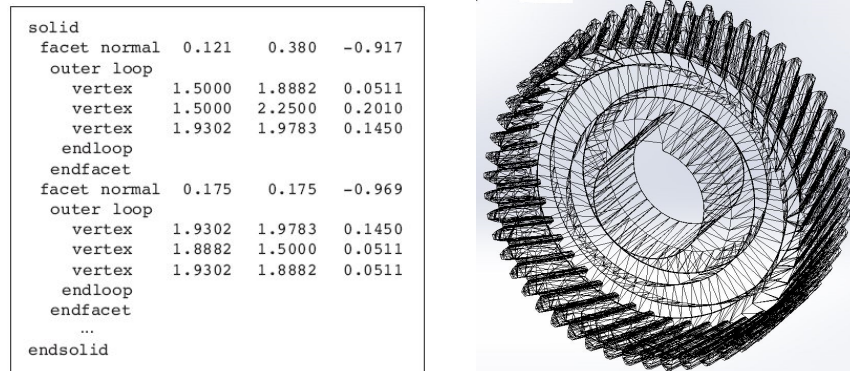 solid
facet normal 0.121 0.380 -0.917
outer loop
vertex 1.5000 1.8882 0.0511
vertex 1.5000 2.2500 0.2010
vertex 1.9302 1.9783 0.1450
endloop
endfacet
facet normal 0.175 0.175 -0.969
outer loop
vertex 1.9302 1.9783 0.1450
vertex 1.8882 1.5000 0.0511
vertex 1.9302 1.8882 0.0511
endloop
endfacet
...
endsolid